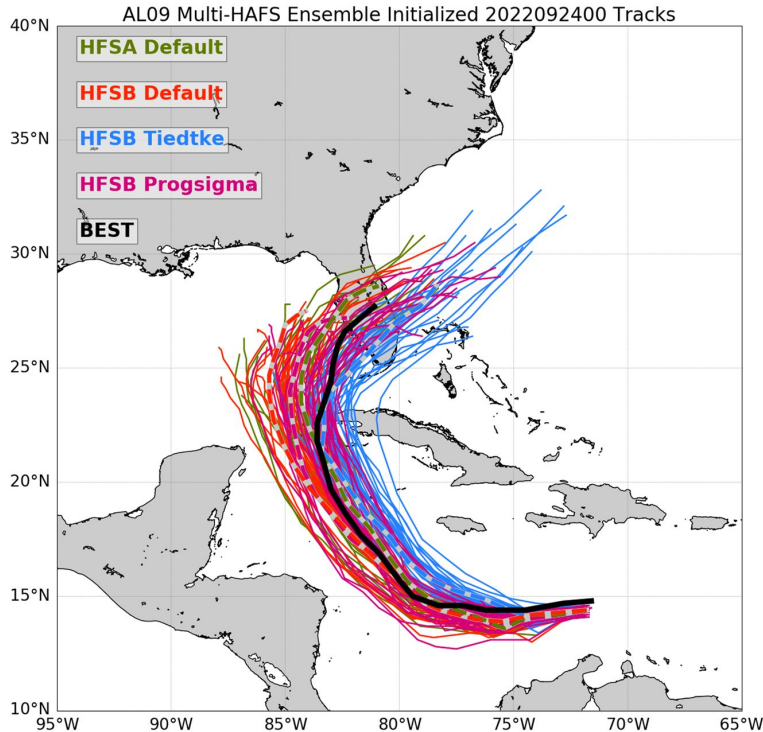 AL09 Multi-HAFS Ensemble Initialized 2022092400 Tracks
40°N
HFSA Default
HFSB Default
35°N
HFSB Tiedtke
HFSB Progsigma
BEST
30°N
25°N
20°N
15°N
10°N
95°W 90°W 85°W 80°W 75°W 70°W 65°W